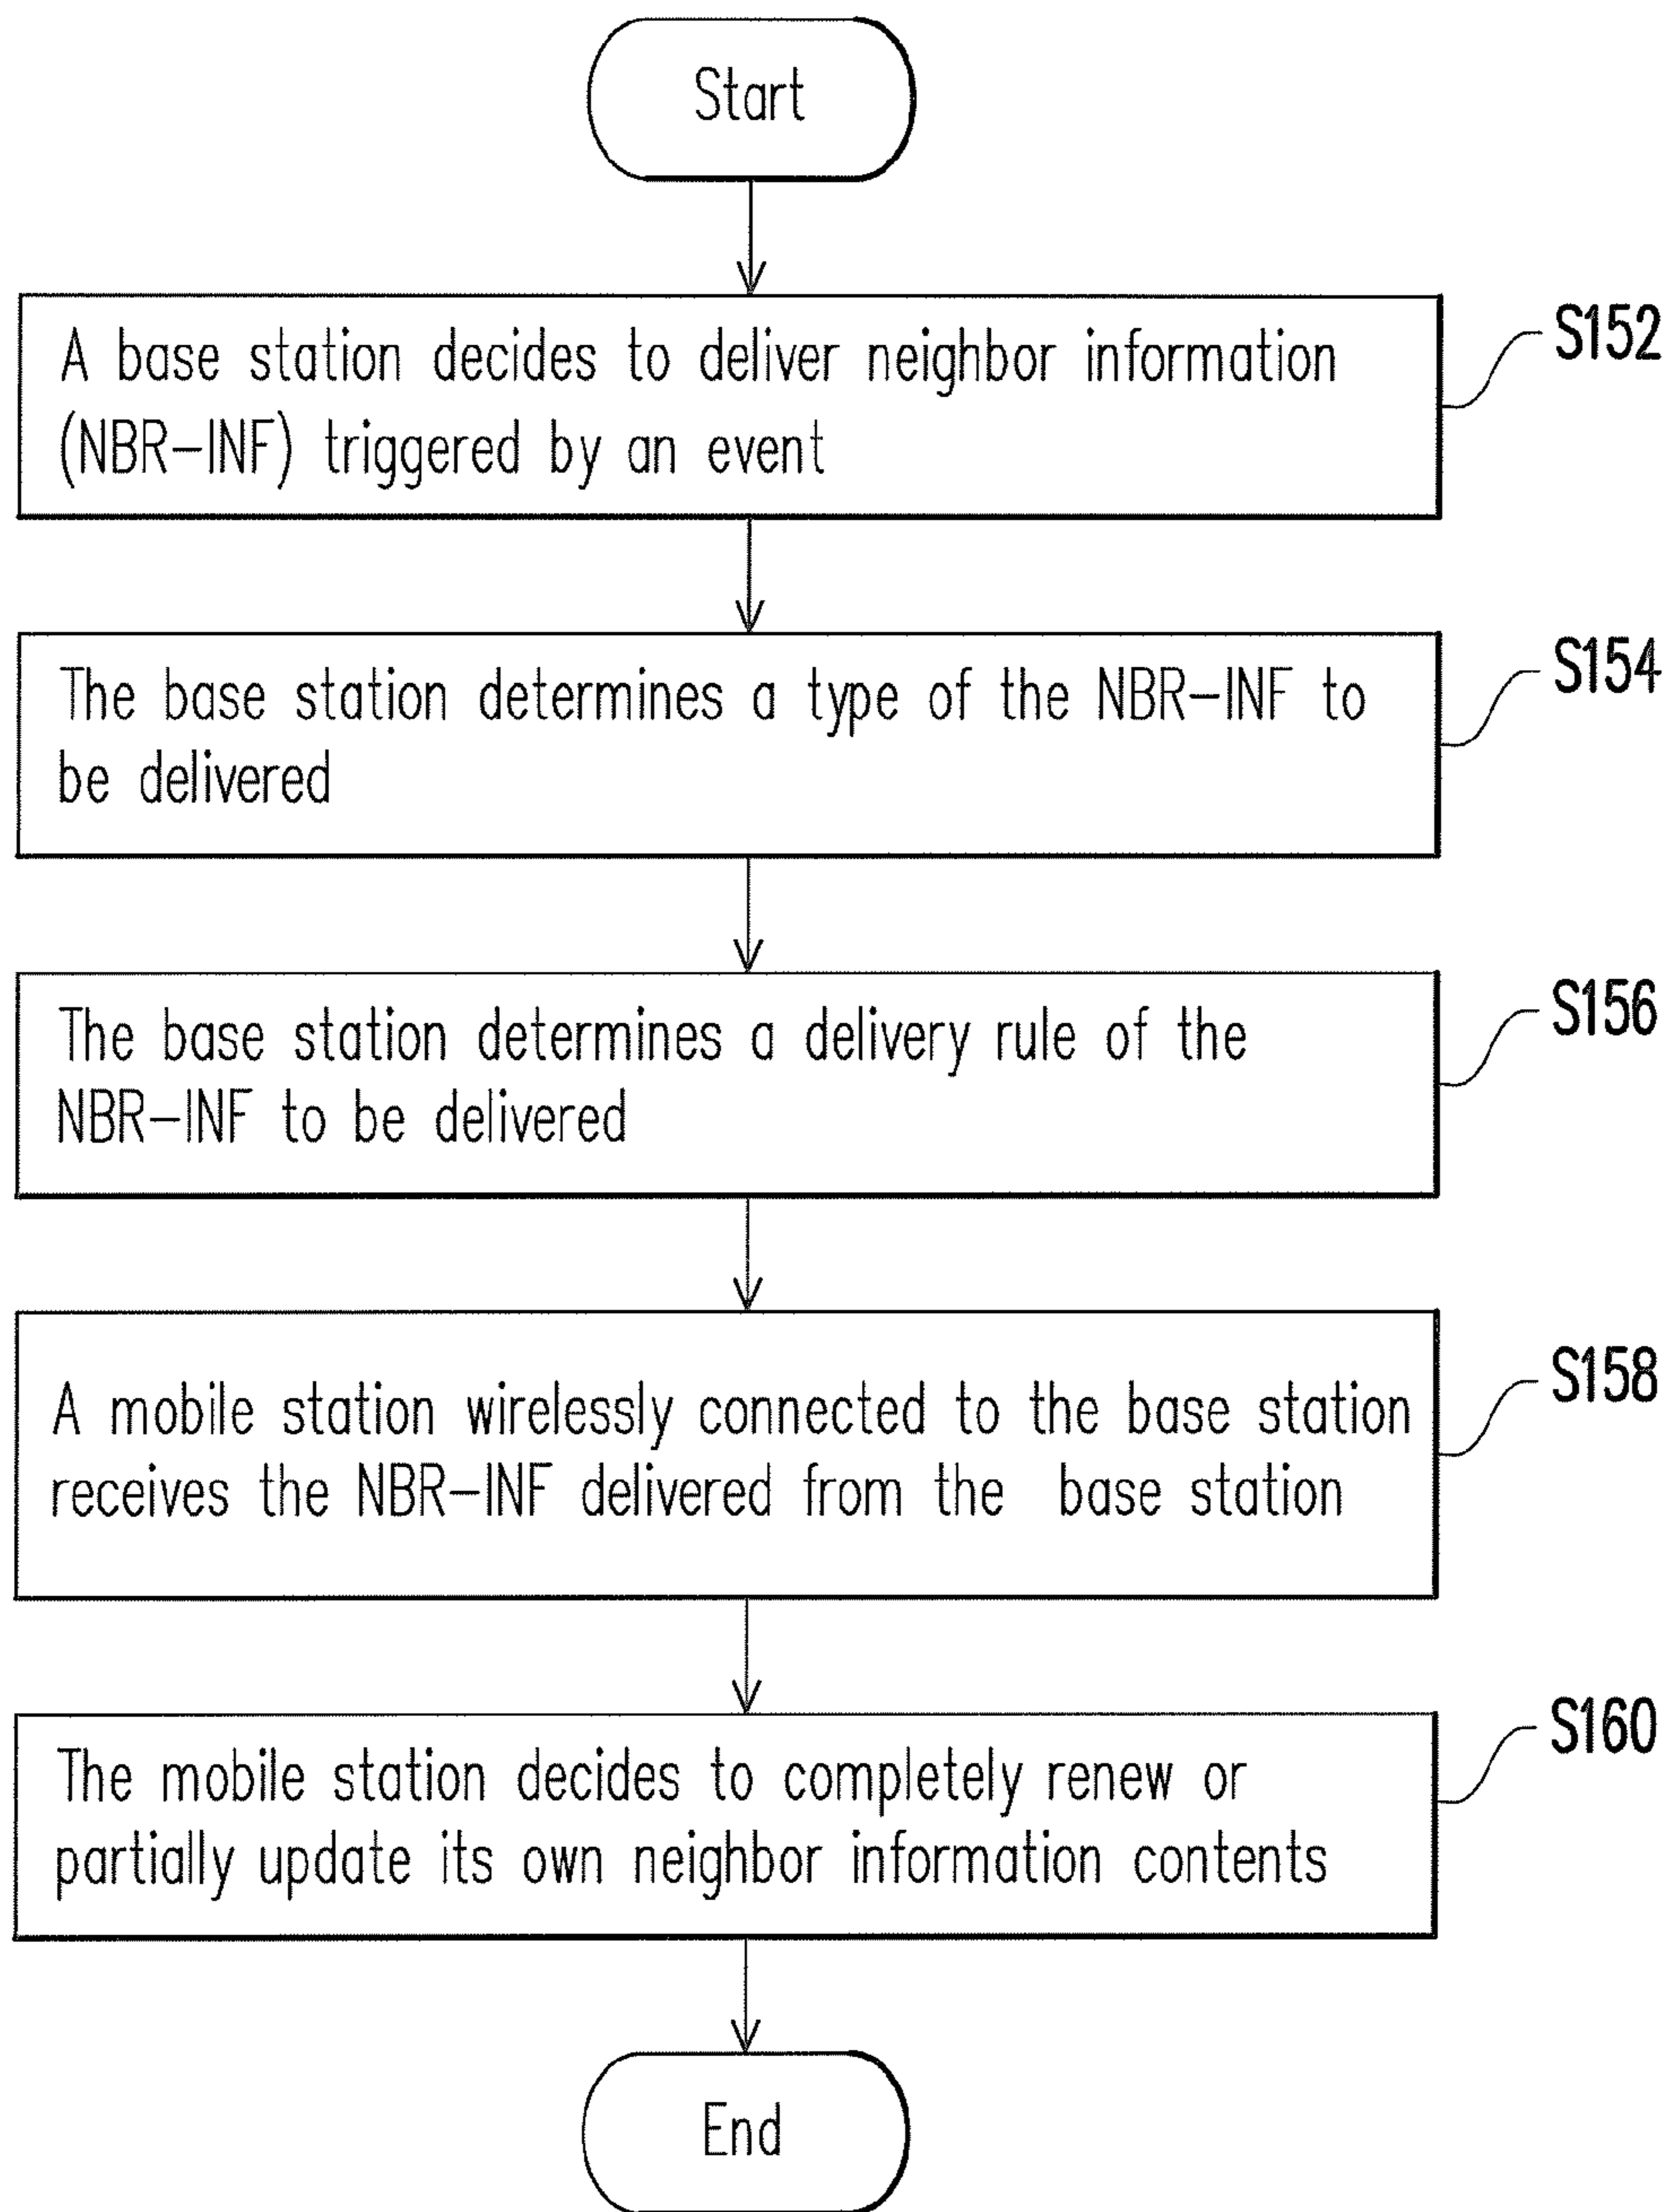 Start
A base station decides to deliver neighbor information
(NBR-INF) triggered by an event
S152
The base station determines a type of the NBR-INF to
be delivered
S154
The base station determines a delivery rule of the
NBR-INF to be delivered
S156
A mobile station wirelessly connected to the base station
receives the NBR-INF delivered from the base station
S158
The mobile station decides to completely renew or
partially update its own neighbor information contents
S160
End